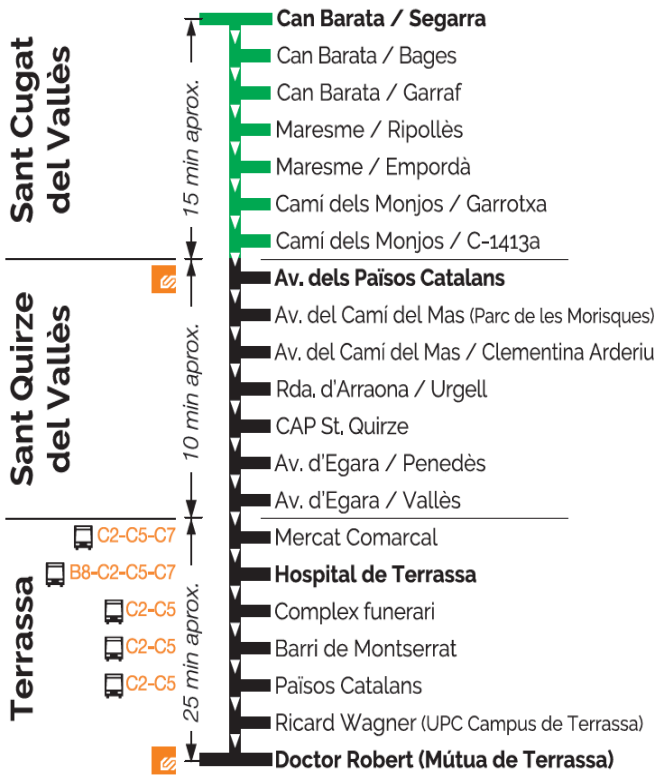 Sant Cugat
del Vallès
15 min aprox.
Can Barata / Segarra
Can Barata / Bages
Can Barata / Garraf
Maresme / Ripollès
Maresme / Empordà
Camí dels Monjos / Garrotxa
Camí dels Monjos / C-1413a
Sant Quirze
del Vallès
10 min aprox.
Av. dels Països Catalans
Av. del Camí del Mas (Parc de les Morisques)
Av. del Camí del Mas / Clementina Arderiu
Rda. d'Arraona / Urgell
CAP St. Quirze
Av. d'Egara / Penedès
Av. d'Egara / Vallès
Terrassa
25 min aprox.
C2-C5-C7 Mercat Comarcal
B8-C2-C5-C7 Hospital de Terrassa
C2-C5 Complex funerari
C2-C5 Barri de Montserrat
C2-C5 Països Catalans
Ricard Wagner (UPC Campus de Terrassa)
Doctor Robert (Mútua de Terrassa)